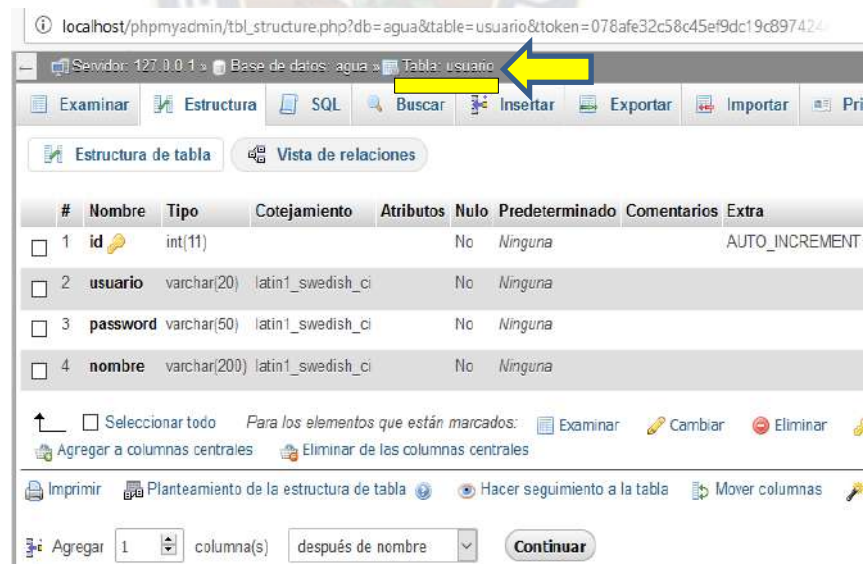 localhost/phpmyadmin/tbl_structure.php?db=agua&table=usuario&token=078afe32c58c45ef9dc19c897424
Servidor: 127.0.0.1 » Base de datos: agua » Tabla: usuario
Examinar Estructura SQL Buscar Insertar Exportar Importar Pri
Estructura de tabla Vista de relaciones
# Nombre Tipo Cotejamiento Atributos Nulo Predeterminado Comentarios Extra
1 id int(11) No Ninguna AUTO_INCREMENT
2 usuario varchar(20) latin1_swedish_ci No Ninguna
3 password varchar(50) latin1_swedish_ci No Ninguna
4 nombre varchar(200) latin1_swedish_ci No Ninguna
Seleccionar todo Para los elementos que están marcados: Examinar Cambiar Eliminar
Agregar a columnas centrales Eliminar de las columnas centrales
Imprimir Planteamiento de la estructura de tabla Hacer seguimiento a la tabla Mover columnas
Agregar 1 columna(s) después de nombre Continuar